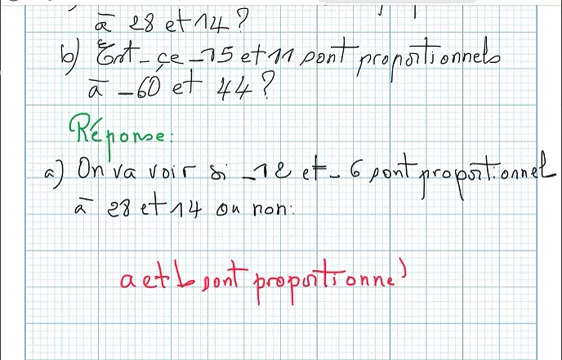 à 28 et 14 ?
b) Est-çe -15 et 11 sont proportionnels
à -60 et 44 ?
Réponse:
a) On va voir si -12 et -6 sont proportionnel
à 28 et 14 ou non:
a et b sont proportionnel